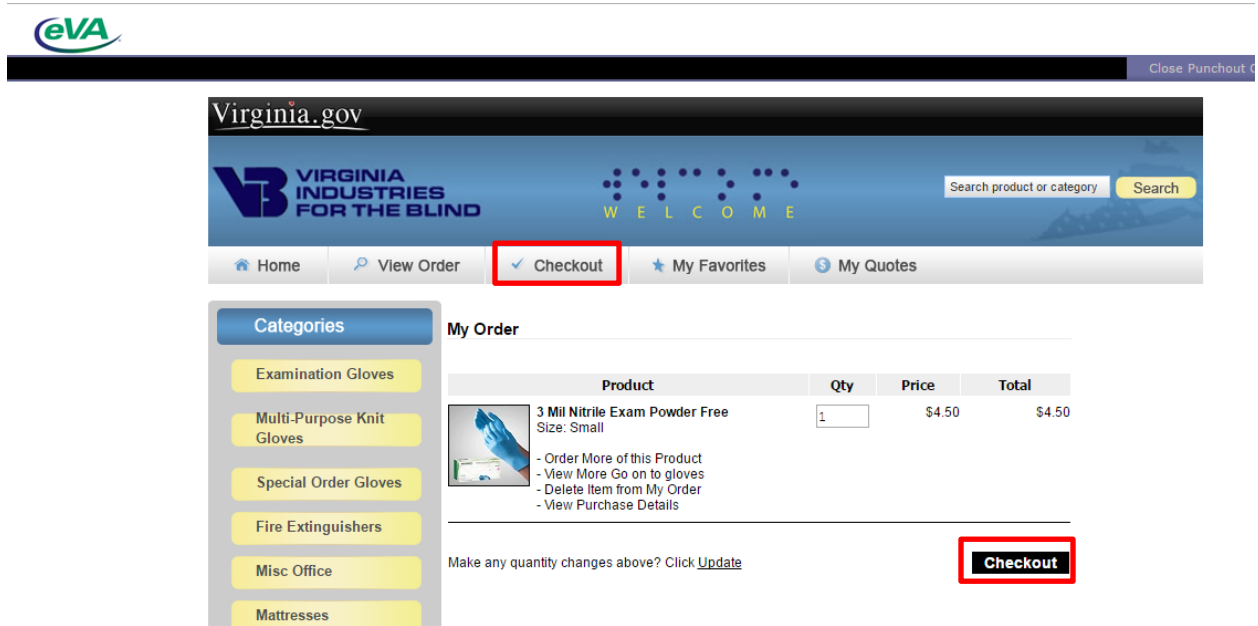 eVA
Close Punchout
Virginia.gov
VIRGINIA
INDUSTRIES
FOR THE BLIND
WELCOME
Search product or category Search
Home View Order Checkout My Favorites My Quotes
Categories
Examination Gloves
Multi-Purpose Knit
Gloves
Special Order Gloves
Fire Extinguishers
Misc Office
Mattresses
My Order
Product Qty Price Total
3 Mil Nitrile Exam Powder Free 1 $4.50 $4.50
Size: Small
- Order More of this Product
- View More Go on to gloves
- Delete Item from My Order
- View Purchase Details
Make any quantity changes above? Click Update Checkout